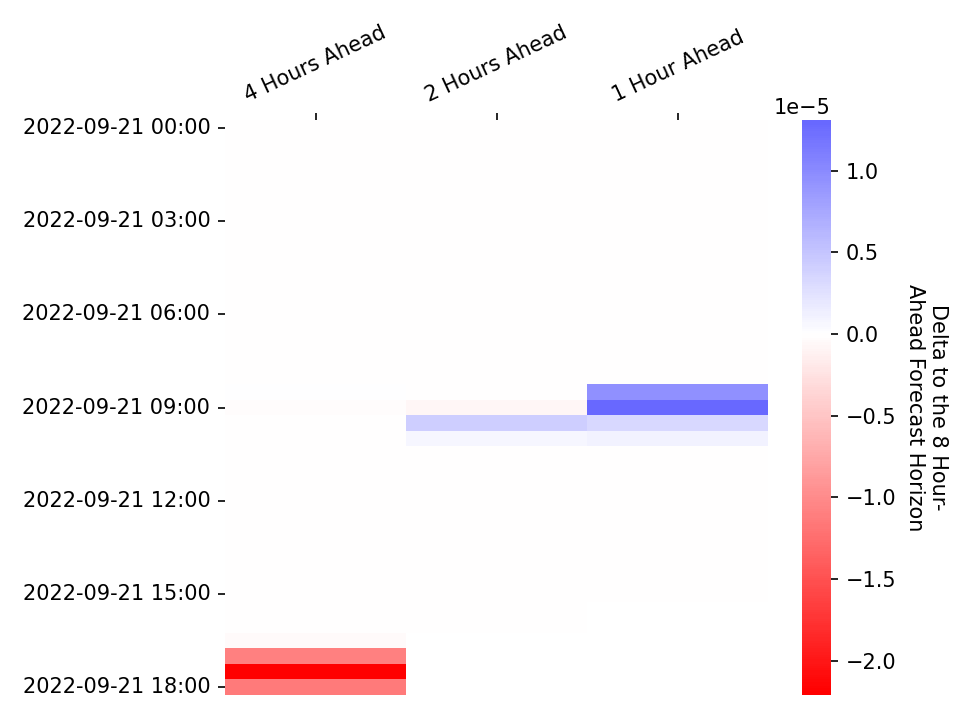 4 Hours Ahead
2 Hours Ahead
1 Hour Ahead
1e−5
2022-09-21 00:00
2022-09-21 03:00
2022-09-21 06:00
2022-09-21 09:00
2022-09-21 12:00
2022-09-21 15:00
2022-09-21 18:00
1.0
0.5
0.0
−0.5
−1.0
−1.5
−2.0
Delta to the 8 Hour-
Ahead Forecast Horizon